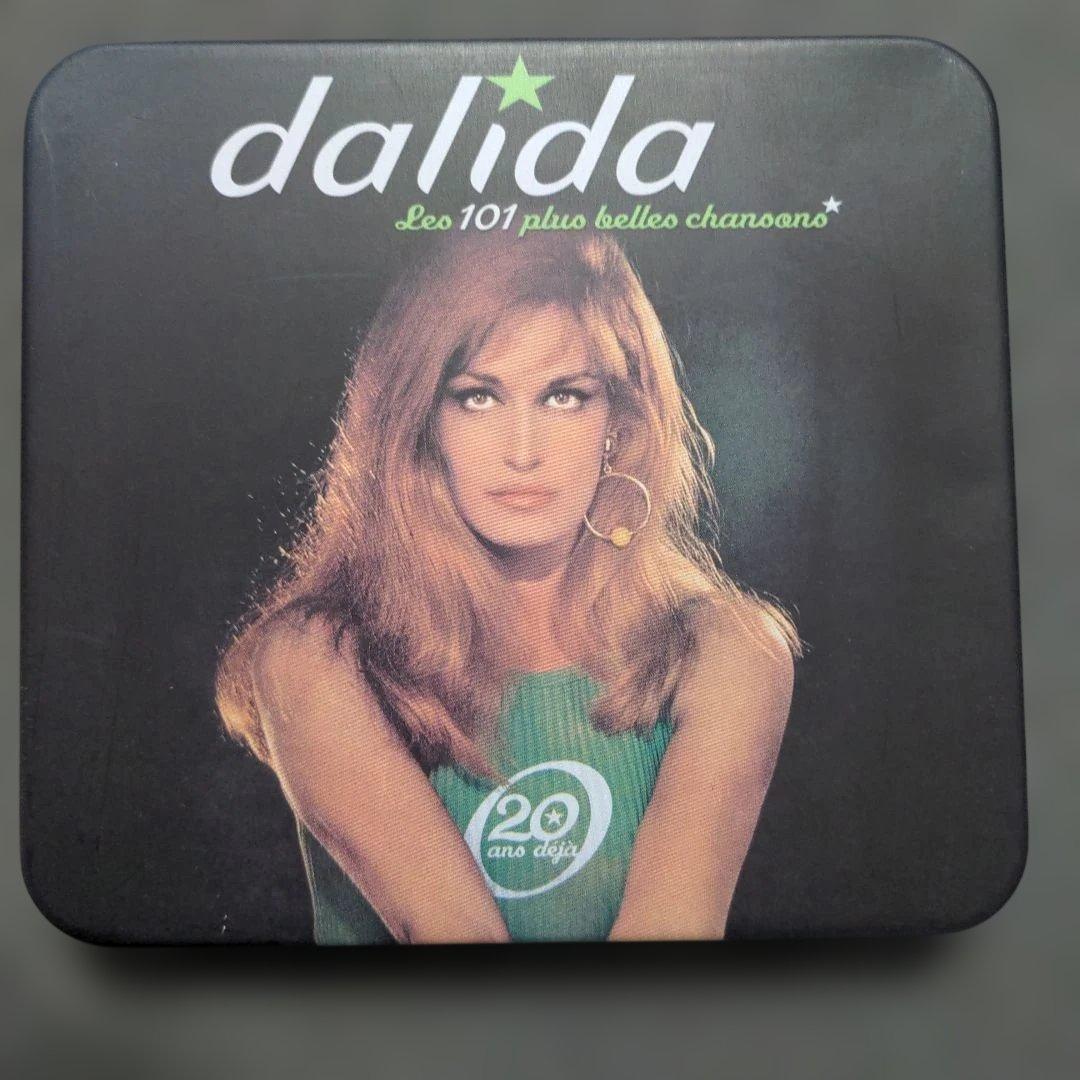 dalida
Les 101 plus belles chansons
20
ans déjà